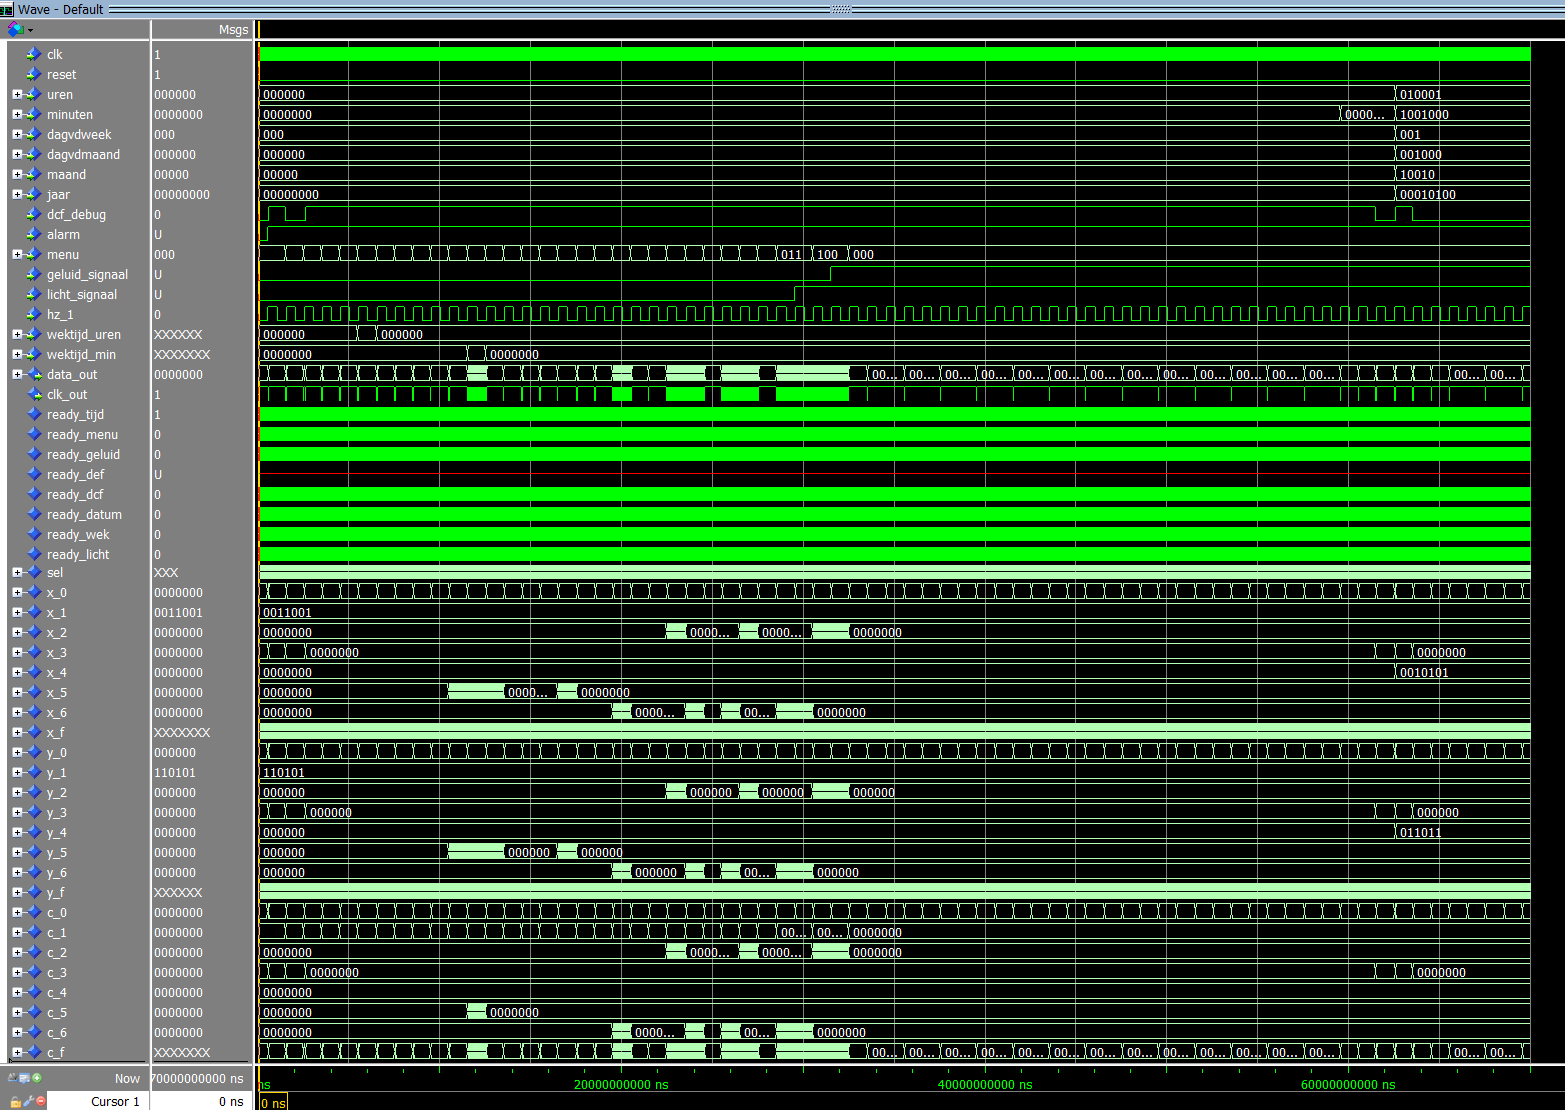 Wave - Default
Msgs
clk 1
reset 1
uren 000000 000000 010001
minuten 0000000 0000000 0000... 1001000
dagvdweek 000 000 001
dagvdmaand 000000 000000 001000
maand 00000 00000 10010
jaar 00000000 00000000 00010100
dcf_debug 0
alarm U
menu 000 011 100 000
geluid_signaal U
licht_signaal U
hz_1 0
wektijd_uren XXXXXX 000000 000000
wektijd_min XXXXXXX 0000000 0000000
data_out 0000000 00... 00... 00... 00... 00... 00... 00... 00... 00... 00... 00... 00... 00... 00... 00...
clk_out 1
ready_tijd 1
ready_menu 0
ready_geluid 0
ready_def U
ready_dcf 0
ready_datum 0
ready_wek 0
ready_licht 0
sel XXX
x_0 0000000
x_1 0011001 0011001
x_2 0000000 0000000 0000... 0000... 0000000
x_3 0000000 0000000 0000000
x_4 0000000 0000000 0010101
x_5 0000000 0000000 0000... 0000000
x_6 0000000 0000000 0000... 00... 0000000
x_f XXXXXXX
y_0 000000
y_1 110101 110101
y_2 000000 000000 000000 000000 000000
y_3 000000 000000 000000
y_4 000000 000000 011011
y_5 000000 000000 000000 000000
y_6 000000 000000 000000 00... 000000
y_f XXXXXX
c_0 0000000
c_1 0000000 00... 00... 0000000
c_2 0000000 0000000 0000... 0000... 0000000
c_3 0000000 0000000 0000000
c_4 0000000 0000000
c_5 0000000 0000000 0000000
c_6 0000000 0000000 0000... 00... 0000000
c_f XXXXXXX 00... 00... 00... 00... 00... 00... 00... 00... 00... 00... 00... 00... 00... 00... 00...
Now 70000000000 ns ns 20000000000 ns 40000000000 ns 60000000000 ns
Cursor 1 0 ns 0 ns